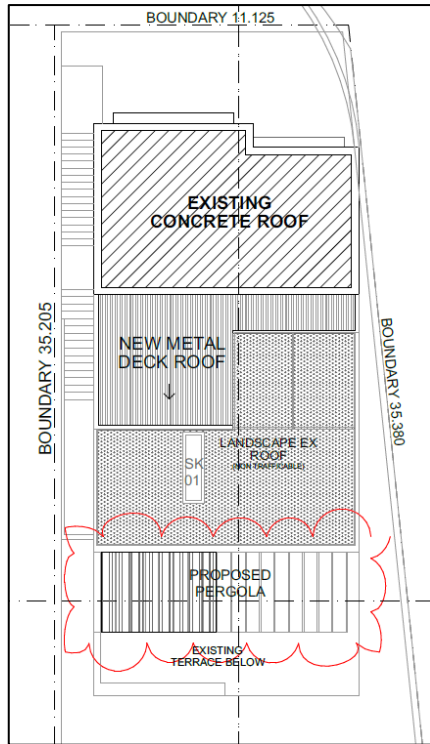 BOUNDARY 11.125
EXISTING
CONCRETE ROOF
BOUNDARY 35.205
NEW METAL
DECK ROOF
BOUNDARY 35.380
LANDSCAPE EX
ROOF
(NON TRAFFICABLE)
SK
01
PROPOSED
PERGOLA
EXISTING
TERRACE BELOW